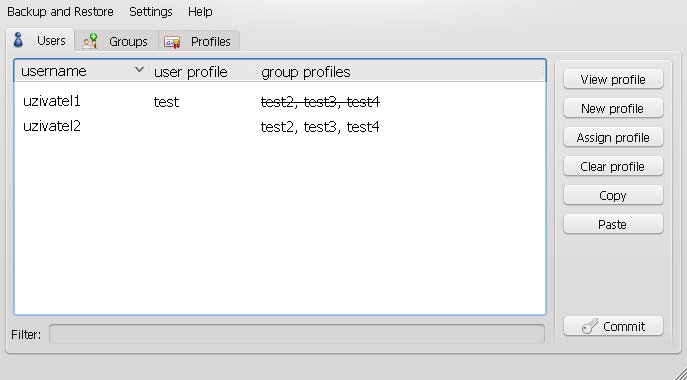 Backup and Restore Settings Help
Users Groups Profiles
username user profile group profiles
uzivatel1 test test2, test3, test4
uzivatel2 test2, test3, test4
View profile
New profile
Assign profile
Clear profile
Copy
Paste
Filter: Commit